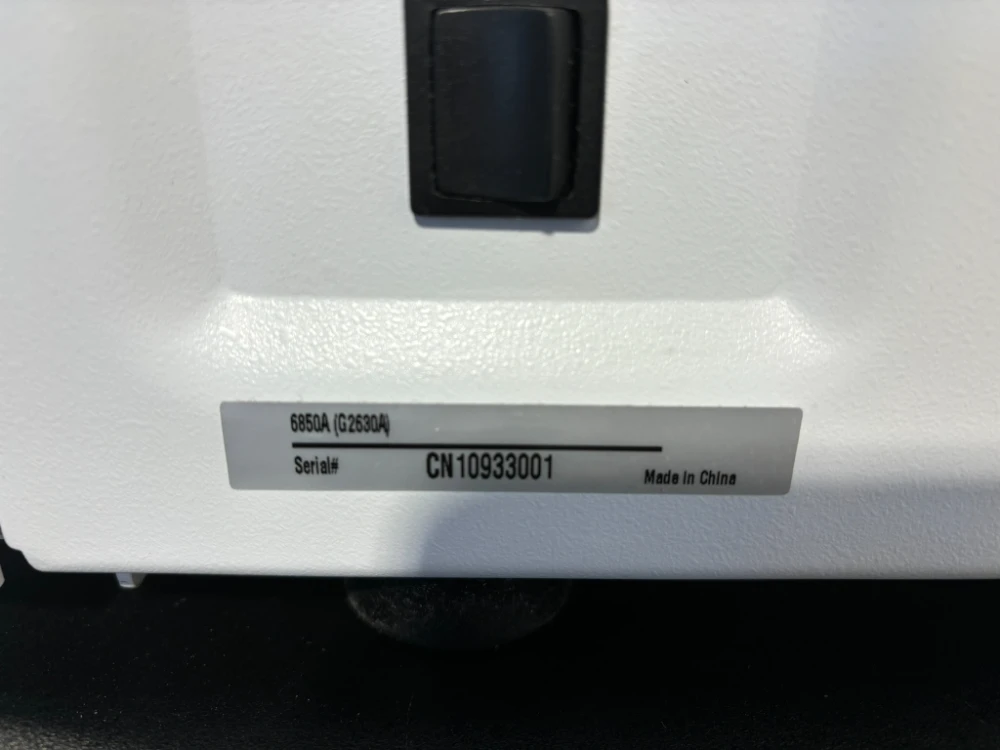 6850A (G2630A)
Serial# CN10933001 Made in China